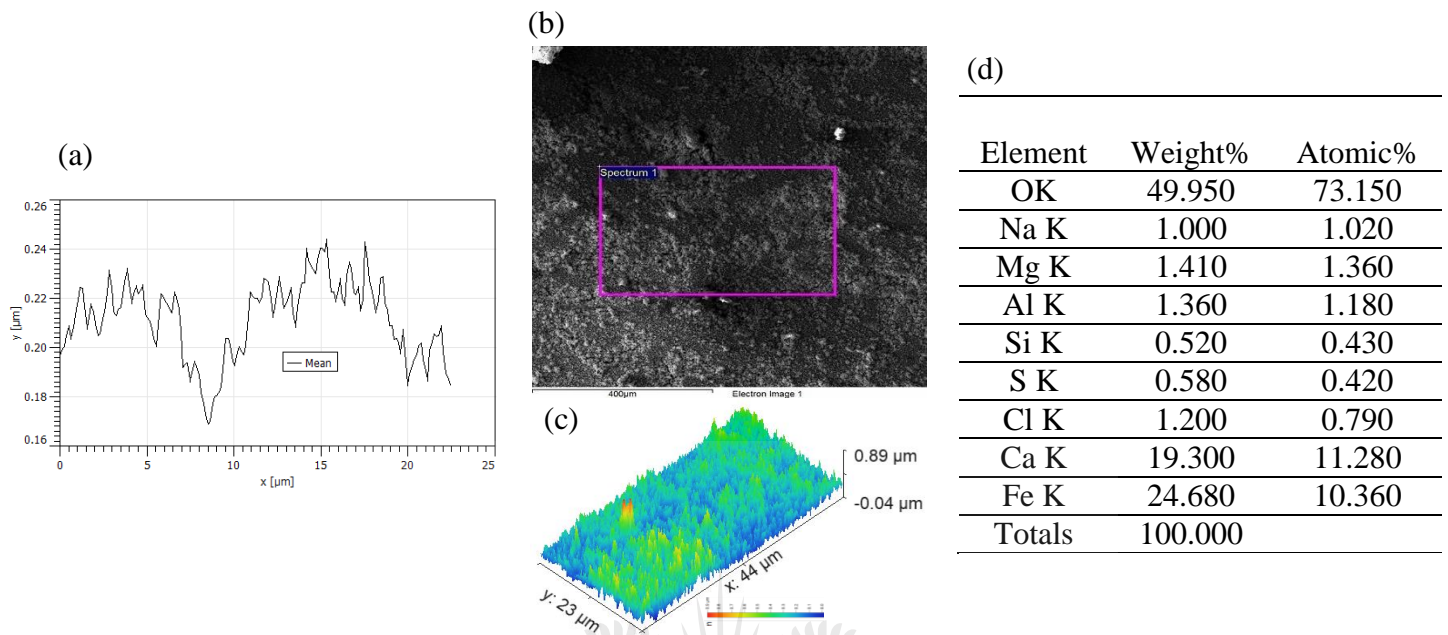 (a)
0.26
0.24
0.22
0.20
0.18
0.16
y [µm]
Mean
0
5
10
15
20
25
x [µm]
(b)
Spectrum 1
400µm
Electron Image 1
(c)
0.89 µm
-0.04 µm
x: 44 µm
y: 23 µm
(d)
Element Weight% Atomic%
OK 49.950 73.150
Na K 1.000 1.020
Mg K 1.410 1.360
Al K 1.360 1.180
Si K 0.520 0.430
S K 0.580 0.420
Cl K 1.200 0.790
Ca K 19.300 11.280
Fe K 24.680 10.360
Totals 100.000